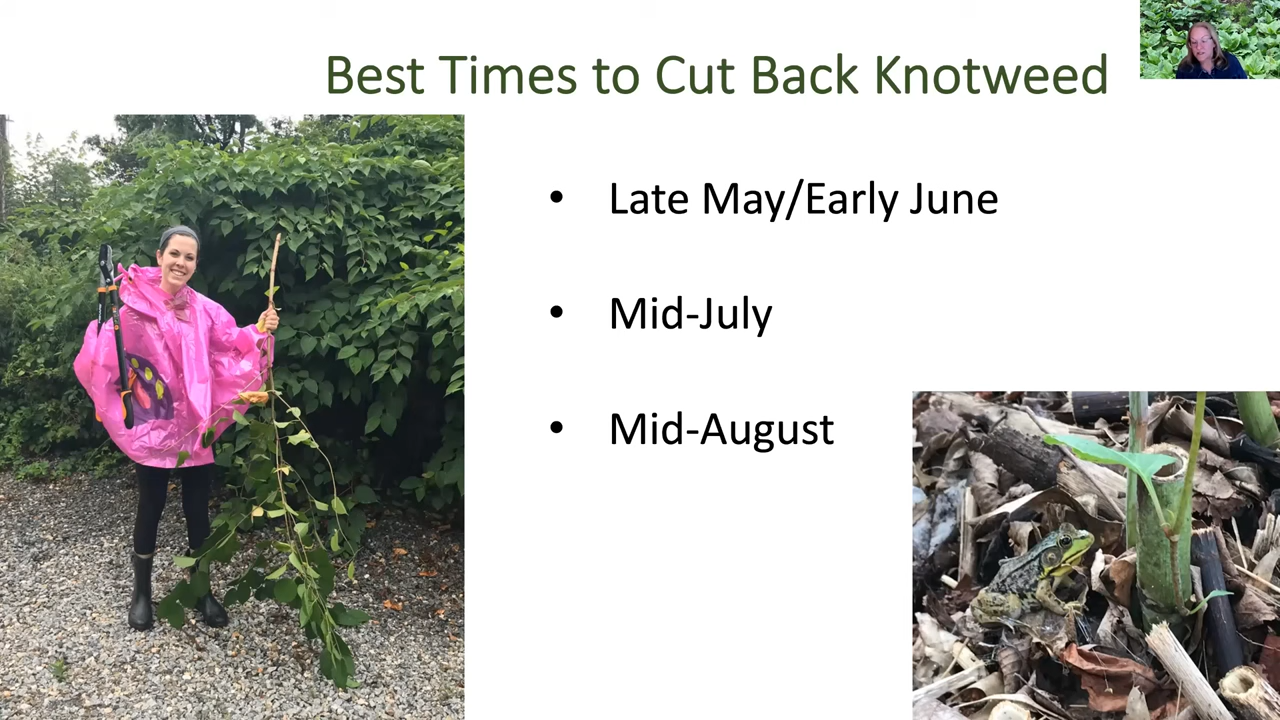 Best Times to Cut Back Knotweed
• Late May/Early June
• Mid-July
• Mid-August